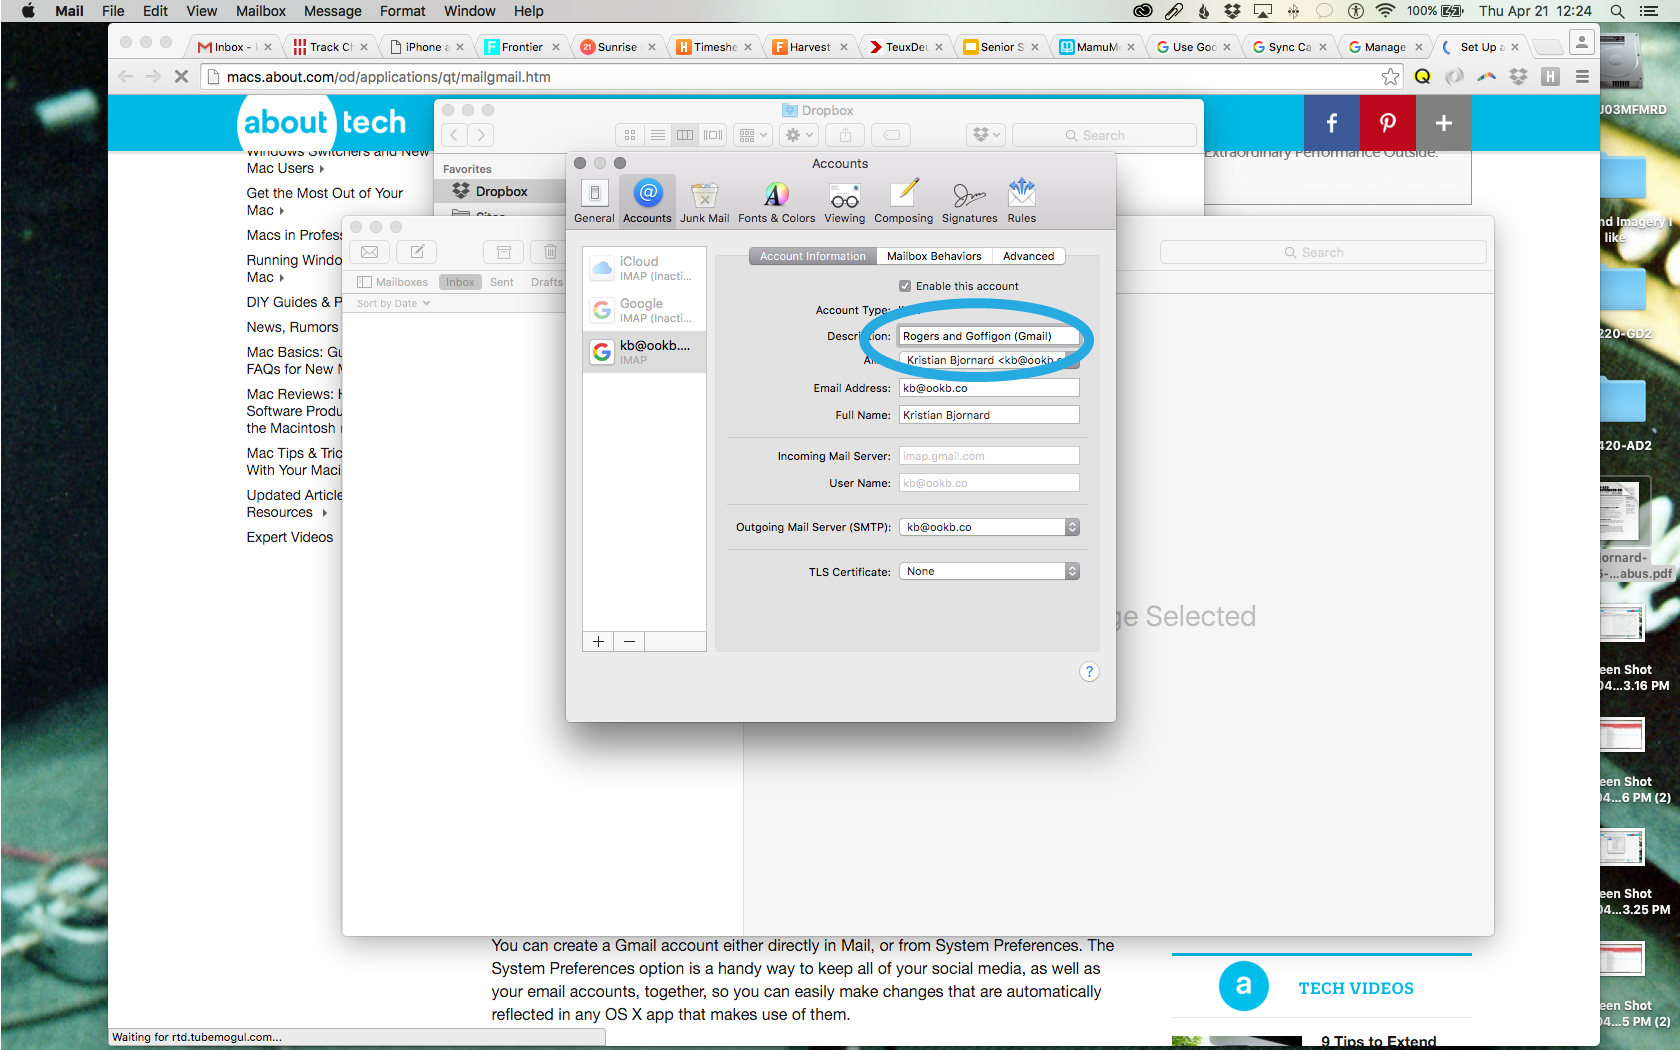 Mail File Edit View Mailbox Message Format Window Help 100% Thu Apr 21 12:24
Inbox - Track Cl iPhone a Frontier 21 Sunrise Timeshe Harvest TeuxDeu Senior S MamuMe Use Goo Sync Ca Manage Set Up a
macs.about.com/od/applications/qt/mailgmail.htm
about tech
Windows Switchers and New
Mac Users
Get the Most Out of Your
Mac
Macs in Profess
Running Windo
Mac
DIY Guides & P
News, Rumors
Mac Basics: Gu
FAQs for New M
Mac Reviews: H
Software Produ
the Macintosh
Mac Tips & Tric
With Your Maci
Updated Article
Resources
Expert Videos
Dropbox
Search
Favorites
Dropbox
Extraordinary Performance Outside.
Search
Mailboxes Inbox Sent Drafts
Sort by Date
ge Selected
Accounts
General Accounts Junk Mail Fonts & Colors Viewing Composing Signatures Rules
iCloud
IMAP (Inacti...
Google
IMAP (Inacti...
kb@ookb....
IMAP
+ −
Account Information Mailbox Behaviors Advanced
Enable this account
Account Type:
Description: Rogers and Goffigon (Gmail)
Kristian Bjornard <kb@ookb.c
Email Address: kb@ookb.co
Full Name: Kristian Bjornard
Incoming Mail Server: imap.gmail.com
User Name: kb@ookb.co
Outgoing Mail Server (SMTP): kb@ookb.co
TLS Certificate: None
?
You can create a Gmail account either directly in Mail, or from System Preferences. The
System Preferences option is a handy way to keep all of your social media, as well as
your email accounts, together, so you can easily make changes that are automatically
reflected in any OS X app that makes use of them.
a TECH VIDEOS
9 Tips to Extend
Waiting for rtd.tubemogul.com...
J03MFMRD
nd Imagery I
like
220-GD2
420-AD2
ornard-
6-...abus.pdf
een Shot
04...3.16 PM
een Shot
04...6 PM (2)
een Shot
04...3.25 PM
een Shot
04...5 PM (2)